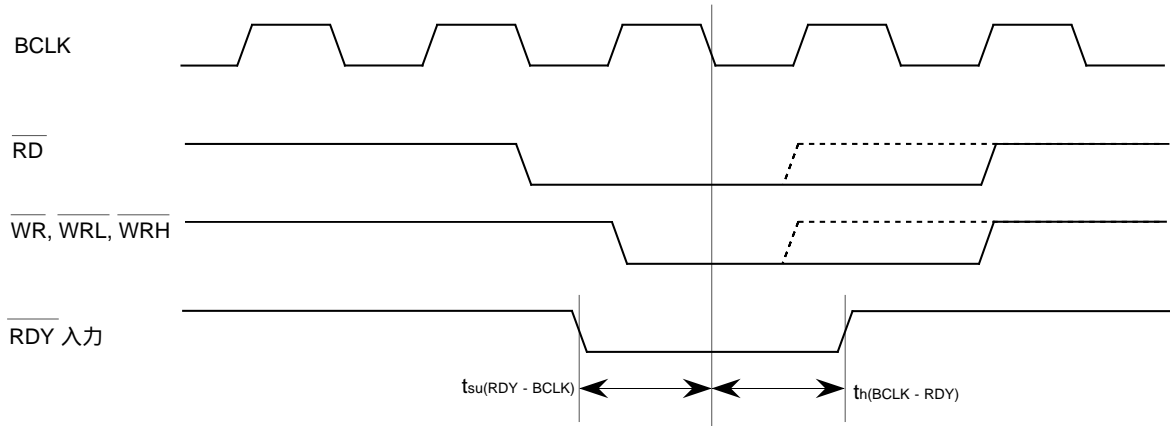 BCLK
RD
WR, WRL, WRH
RDY 入力
tsu(RDY - BCLK)
th(BCLK - RDY)